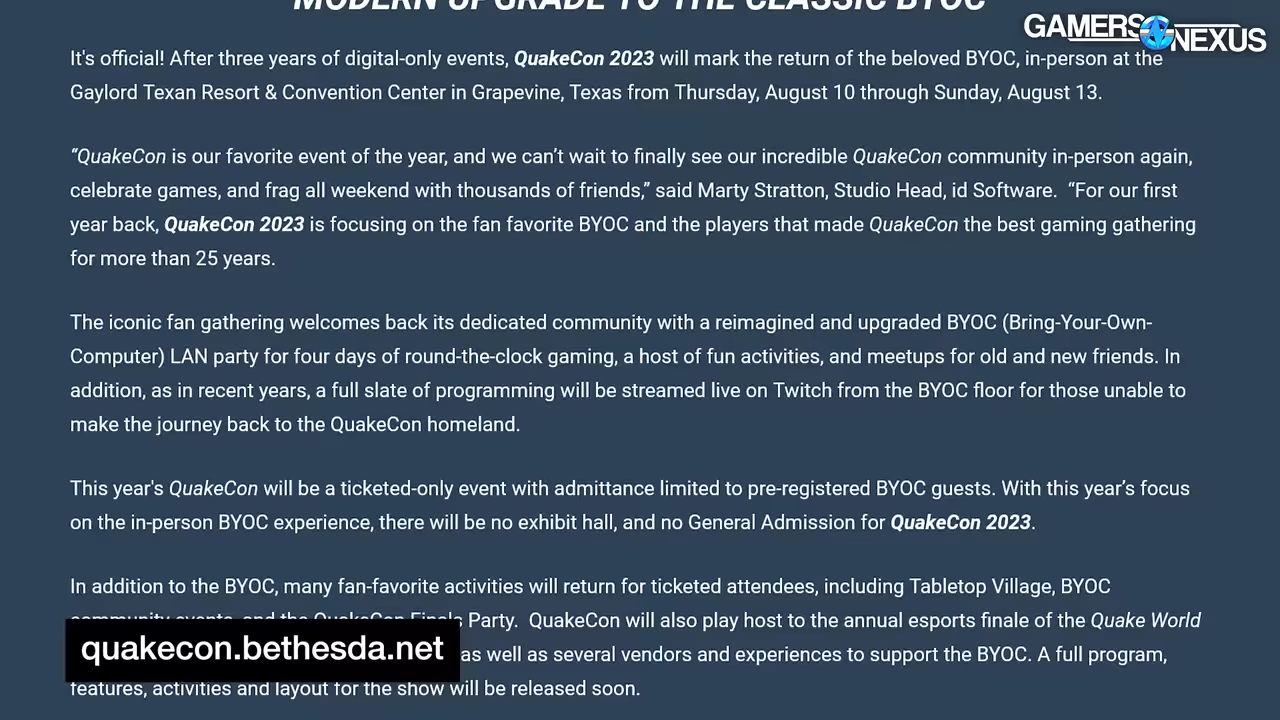 MODERN UPGRADE TO THE CLASSIC BYOC
GAMERS NEXUS
It's official! After three years of digital-only events, QuakeCon 2023 will mark the return of the beloved BYOC, in-person at the
Gaylord Texan Resort & Convention Center in Grapevine, Texas from Thursday, August 10 through Sunday, August 13.
“QuakeCon is our favorite event of the year, and we can’t wait to finally see our incredible QuakeCon community in-person again,
celebrate games, and frag all weekend with thousands of friends,” said Marty Stratton, Studio Head, id Software.  “For our first
year back, QuakeCon 2023 is focusing on the fan favorite BYOC and the players that made QuakeCon the best gaming gathering
for more than 25 years.
The iconic fan gathering welcomes back its dedicated community with a reimagined and upgraded BYOC (Bring-Your-Own-
Computer) LAN party for four days of round-the-clock gaming, a host of fun activities, and meetups for old and new friends. In
addition, as in recent years, a full slate of programming will be streamed live on Twitch from the BYOC floor for those unable to
make the journey back to the QuakeCon homeland.
This year's QuakeCon will be a ticketed-only event with admittance limited to pre-registered BYOC guests. With this year’s focus
on the in-person BYOC experience, there will be no exhibit hall, and no General Admission for QuakeCon 2023.
In addition to the BYOC, many fan-favorite activities will return for ticketed attendees, including Tabletop Village, BYOC
community events, and the QuakeCon Finals Party.  QuakeCon will also play host to the annual esports finale of the Quake World
as well as several vendors and experiences to support the BYOC. A full program,
features, activities and layout for the show will be released soon.
quakecon.bethesda.net